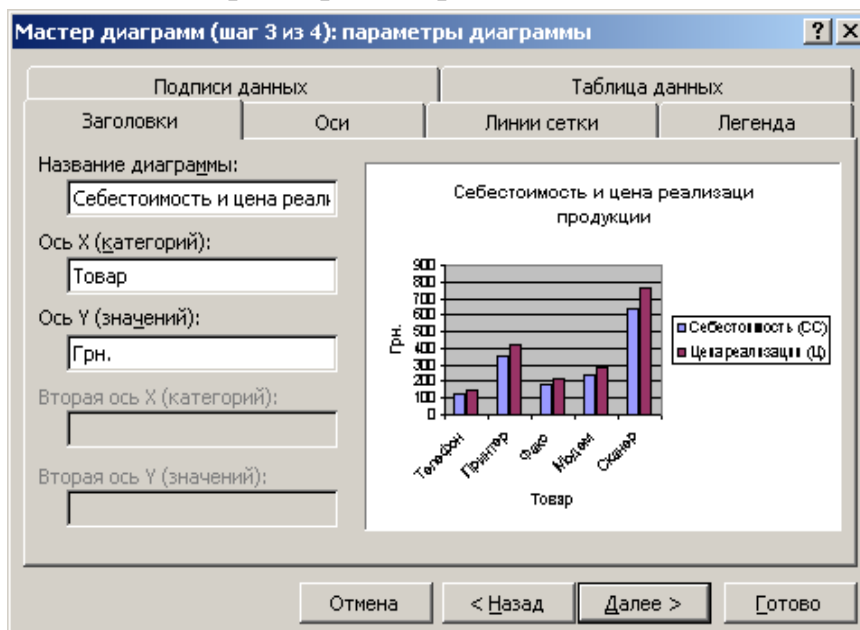 Мастер диаграмм (шаг 3 из 4): параметры диаграммы
Подписи данных
Таблица данных
Заголовки
Оси
Линии сетки
Легенда
Название диаграммы:
Себестоимость и цена реали
Ось X (категорий):
Товар
Ось Y (значений):
Грн.
Вторая ось X (категорий):
Вторая ось Y (значений):
Себестоимость и цена реализаци
продукции
900
800
700
600
500
400
300
200
100
0
Грн.
Телефон
Принтер
Факс
Модем
Сканер
Товар
Себестоимость (СС)
Цена реализации (Ц)
Отмена
< Назад
Далее >
Готово